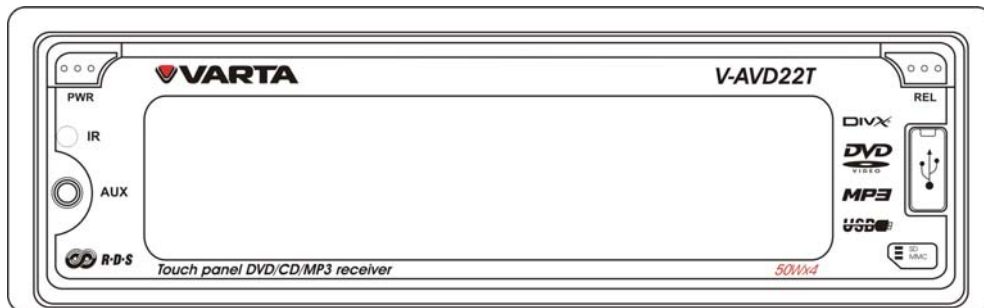 VARTA
V-AVD22T
PWR
REL
IR
DIVX
DVD
VIDEO
AUX
MP3
USB
R·D·S
SD
MMC
Touch panel DVD/CD/MP3 receiver
50Wx4